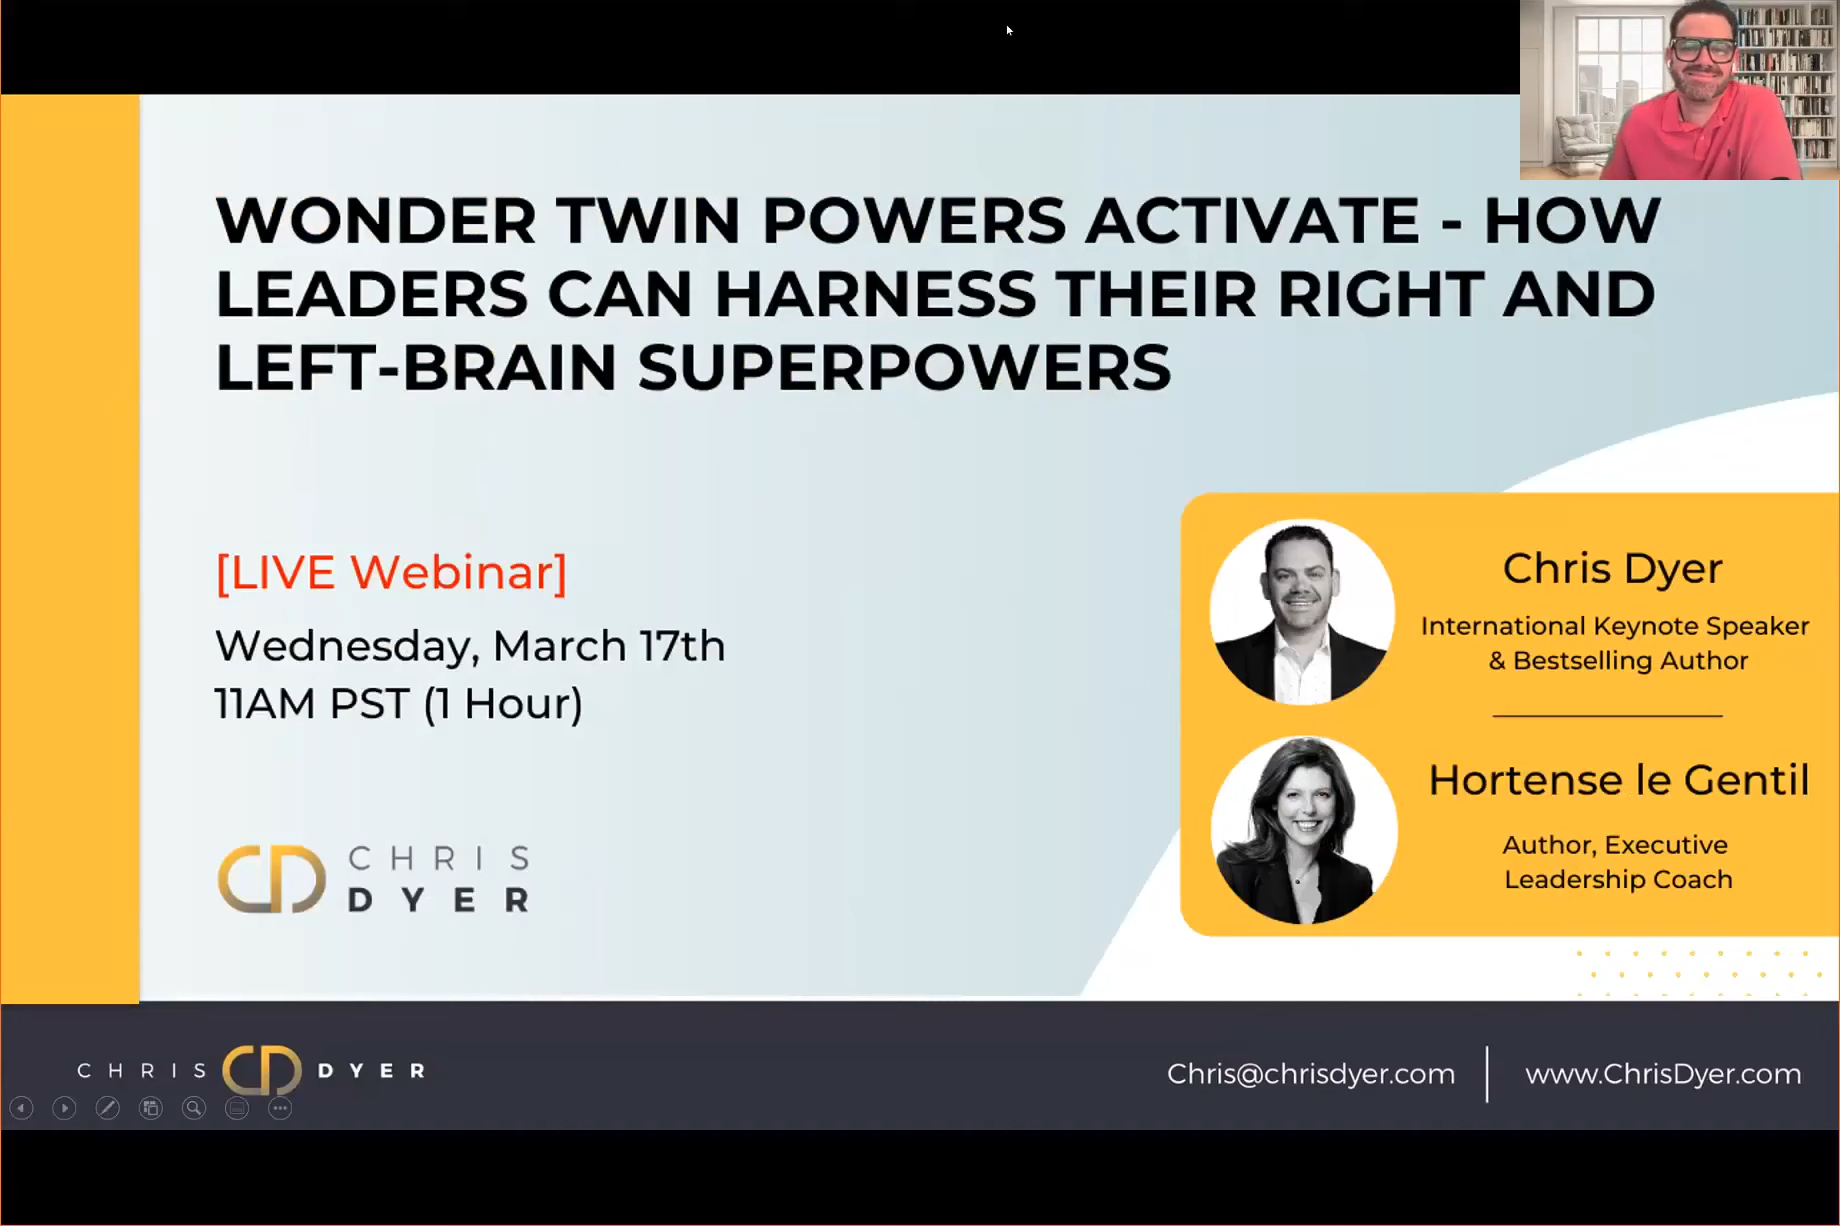 WONDER TWIN POWERS ACTIVATE - HOW
LEADERS CAN HARNESS THEIR RIGHT AND
LEFT-BRAIN SUPERPOWERS
[LIVE Webinar]
Wednesday, March 17th
11AM PST (1 Hour)
CHRIS
DYER
Chris Dyer
International Keynote Speaker
& Bestselling Author
Hortense le Gentil
Author, Executive
Leadership Coach
CHRIS CD DYER
Chris@chrisdyer.com | www.ChrisDyer.com